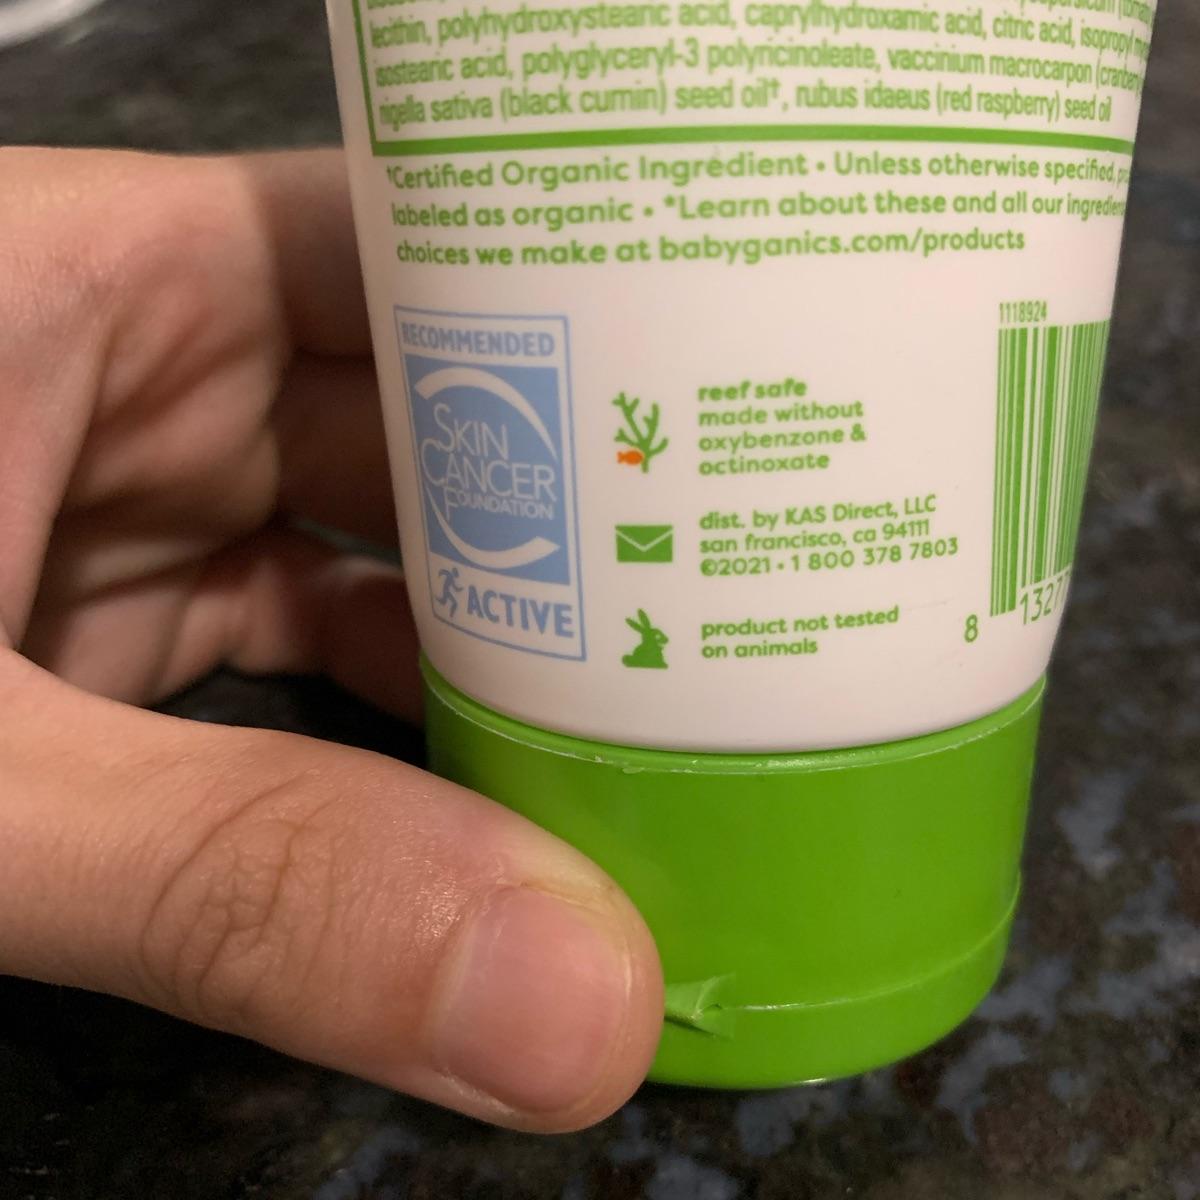 lecithin, polyhydroxystearic acid, caprylhydroxamic acid, citric acid, isopropyl
isostearic acid, polyglyceryl-3 polyricinoleate, vaccinium macrocarpon (cranberry
nigella sativa (black cumin) seed oil†, rubus idaeus (red raspberry) seed oil
†Certified Organic Ingredient • Unless otherwise specified,
labeled as organic • *Learn about these and all our
choices we make at babyganics.com/products
RECOMMENDED
SKIN
CANCER
FOUNDATION
ACTIVE
reef safe
made without
oxybenzone &
octinoxate
dist. by KAS Direct, LLC
san francisco, ca 94111
©2021 • 1 800 378 7803
product not tested
on animals
1118924
8 1327